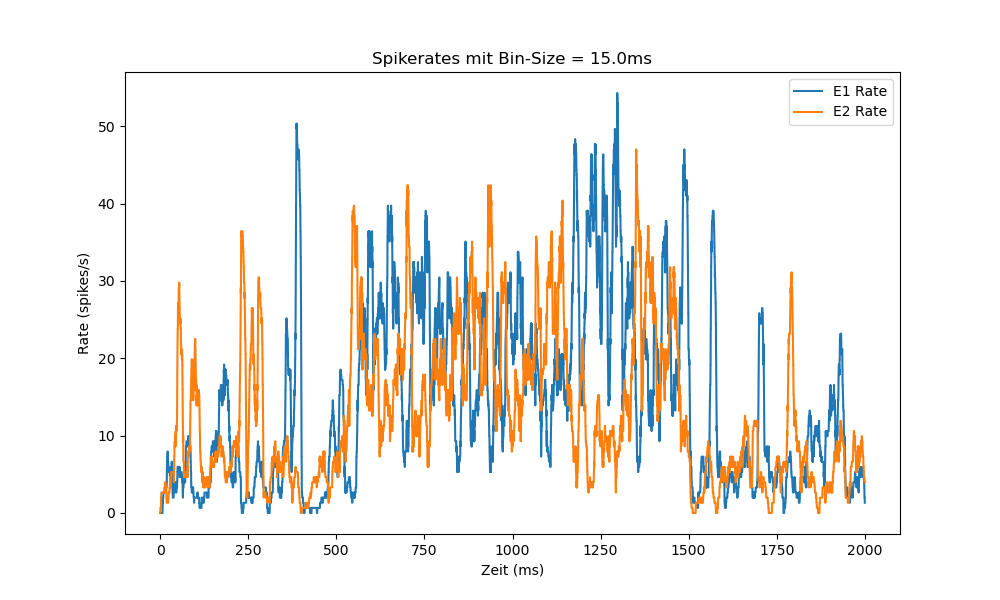 Spikerates mit Bin-Size = 15.0ms
E1 Rate
E2 Rate
Rate (spikes/s)
50
40
30
20
10
0
0 250 500 750 1000 1250 1500 1750 2000
Zeit (ms)